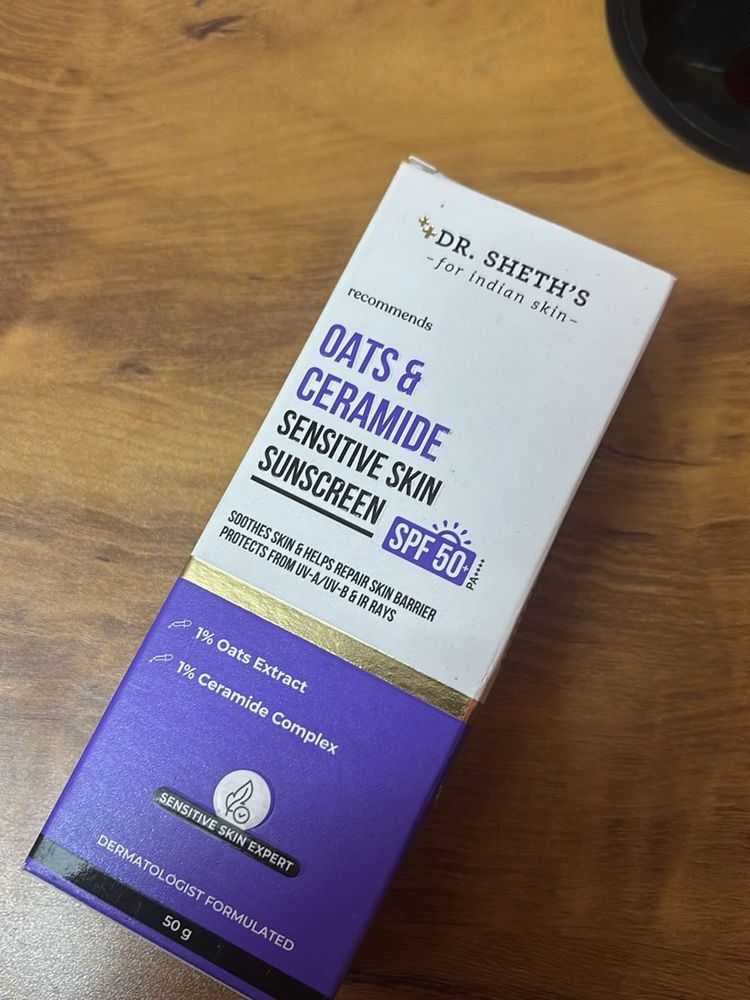 DR. SHETH'S
-for indian skin-
recommends
OATS &
CERAMIDE
SENSITIVE SKIN
SUNSCREEN
SPF 50+
PA++++
SOOTHES SKIN & HELPS REPAIR SKIN BARRIER
PROTECTS FROM UV-A/UV-B & IR RAYS
1% Oats Extract
1% Ceramide Complex
SENSITIVE SKIN EXPERT
DERMATOLOGIST FORMULATED
50 g